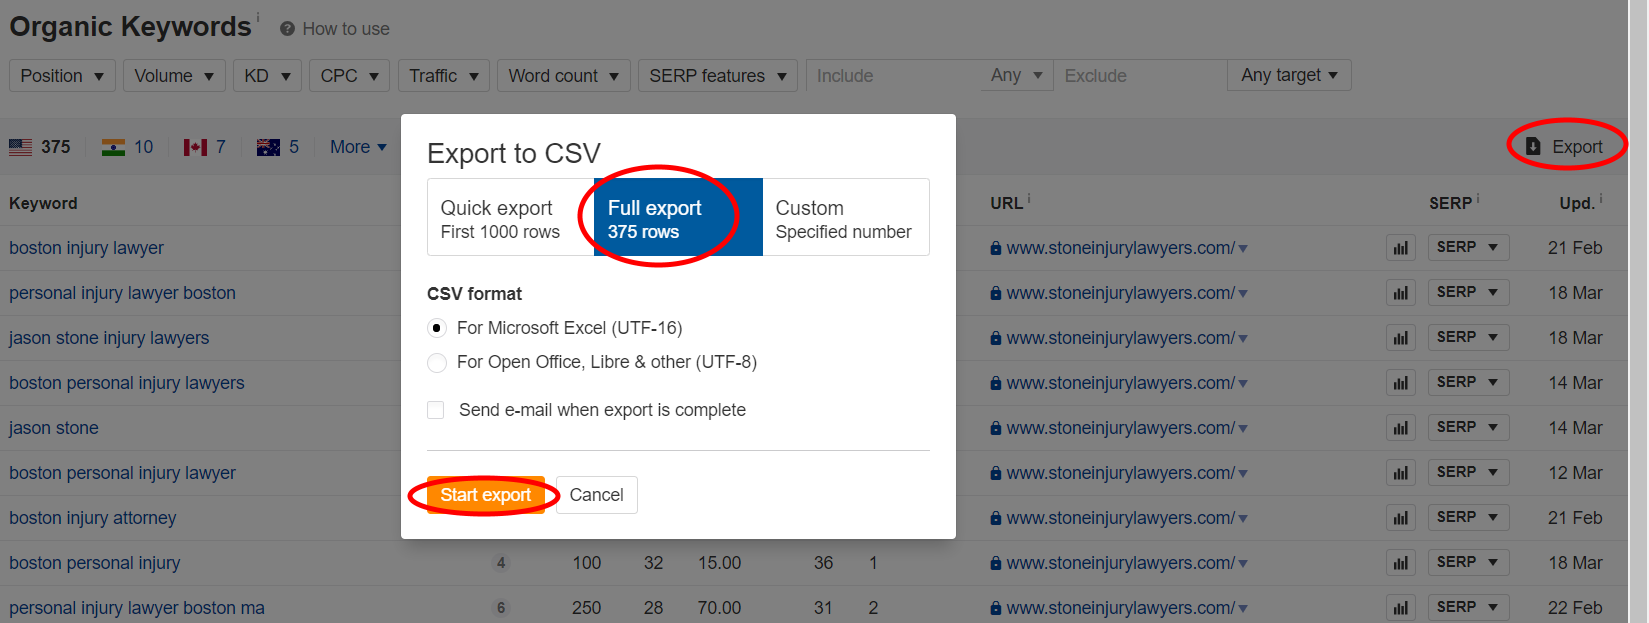 Organic Keywords i ? How to use
Position ▼ Volume ▼ KD ▼ CPC ▼ Traffic ▼ Word count ▼ SERP features ▼ Include Any ▼ Exclude Any target ▼
375 10 7 5 More ▼ Export
Export to CSV
Quick export Full export Custom
First 1000 rows 375 rows Specified number
CSV format
For Microsoft Excel (UTF-16)
For Open Office, Libre & other (UTF-8)
Send e-mail when export is complete
Start export Cancel
Keyword URL i SERP i Upd. i
boston injury lawyer www.stoneinjurylawyers.com/ ▼ SERP ▼ 21 Feb
personal injury lawyer boston www.stoneinjurylawyers.com/ ▼ SERP ▼ 18 Mar
jason stone injury lawyers www.stoneinjurylawyers.com/ ▼ SERP ▼ 18 Mar
boston personal injury lawyers www.stoneinjurylawyers.com/ ▼ SERP ▼ 14 Mar
jason stone www.stoneinjurylawyers.com/ ▼ SERP ▼ 14 Mar
boston personal injury lawyer www.stoneinjurylawyers.com/ ▼ SERP ▼ 12 Mar
boston injury attorney www.stoneinjurylawyers.com/ ▼ SERP ▼ 21 Feb
boston personal injury 4 100 32 15.00 36 1 www.stoneinjurylawyers.com/ ▼ SERP ▼ 18 Mar
personal injury lawyer boston ma 6 250 28 70.00 31 2 www.stoneinjurylawyers.com/ ▼ SERP ▼ 22 Feb